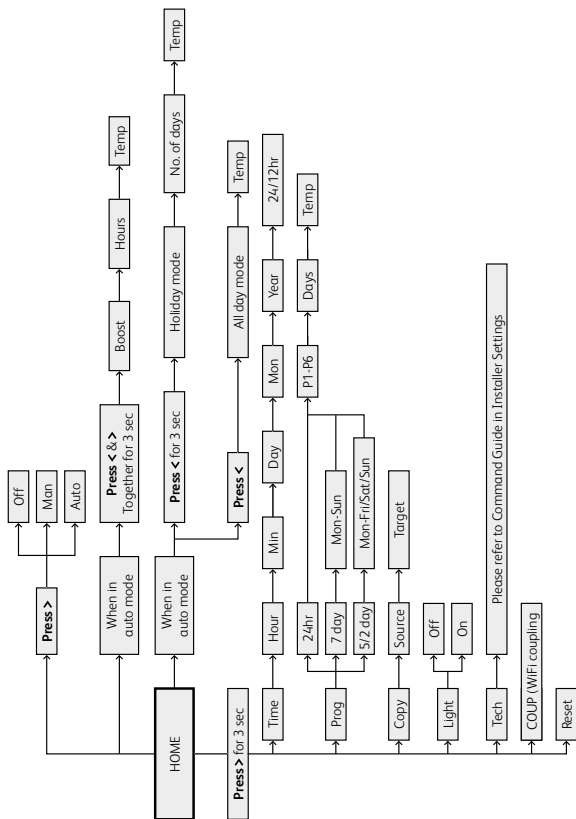 HOME
Press >
Off
Man
Auto
When in
auto mode
Press < & >
Together for 3 sec
Boost
Hours
Temp
When in
auto mode
Press < for 3 sec
Holiday mode
No. of days
Temp
Press <
All day mode
Temp
Press > for 3 sec
Time
Hour
Min
Day
Mon
Year
24/12hr
Prog
24hr
7 day
5/2 day
Mon-Sun
Mon-Fri/Sat/Sun
P1-P6
Days
Temp
Copy
Source
Target
Light
Off
On
Tech
Please refer to Command Guide in Installer Settings
COUP (WiFi coupling
Reset